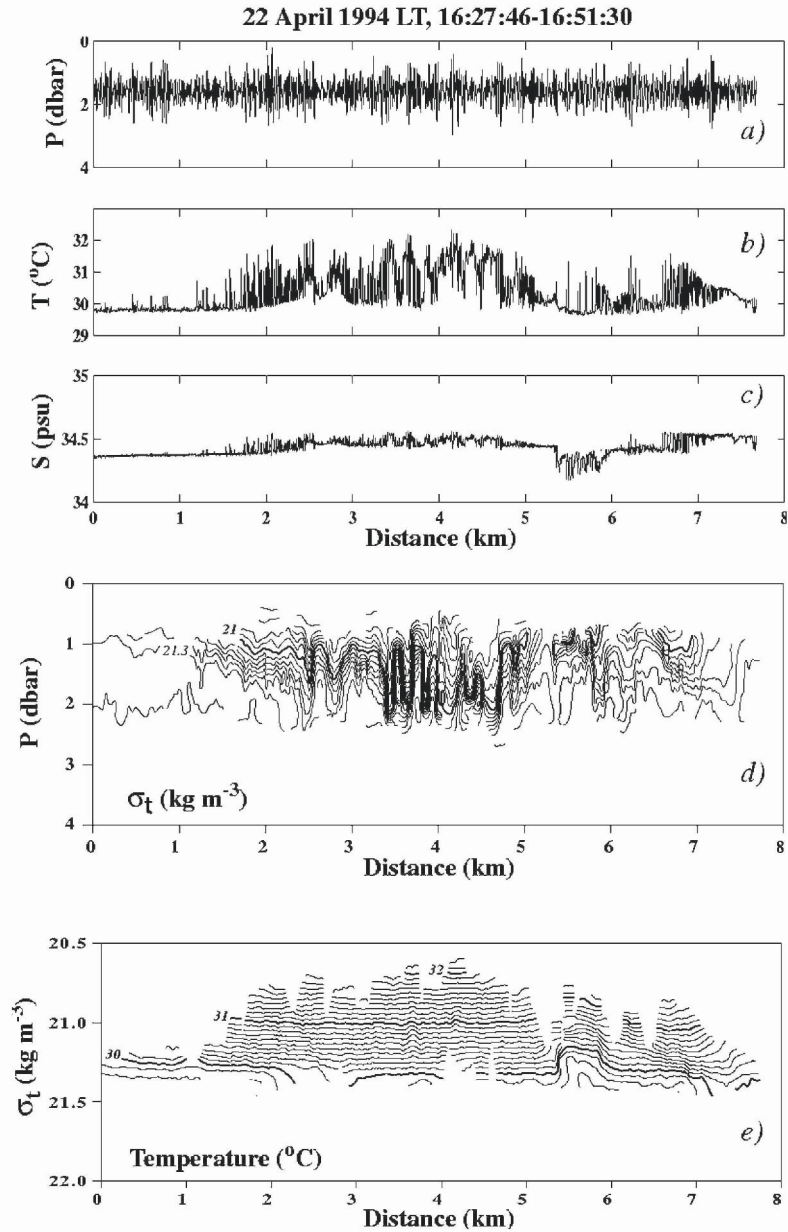 22 April 1994 LT, 16:27:46-16:51:30
0
2
4
P (dbar)
a)
32
31
30
29
T (°C)
b)
35
34.5
34
S (psu)
c)
0 1 2 3 4 5 6 7 8
Distance (km)
0
1
2
3
4
P (dbar)
21
21.3
σt (kg m-3)
d)
0 1 2 3 4 5 6 7 8
Distance (km)
20.5
21.0
21.5
22.0
σt (kg m-3)
32
31
30
Temperature (°C)
e)
0 1 2 3 4 5 6 7 8
Distance (km)